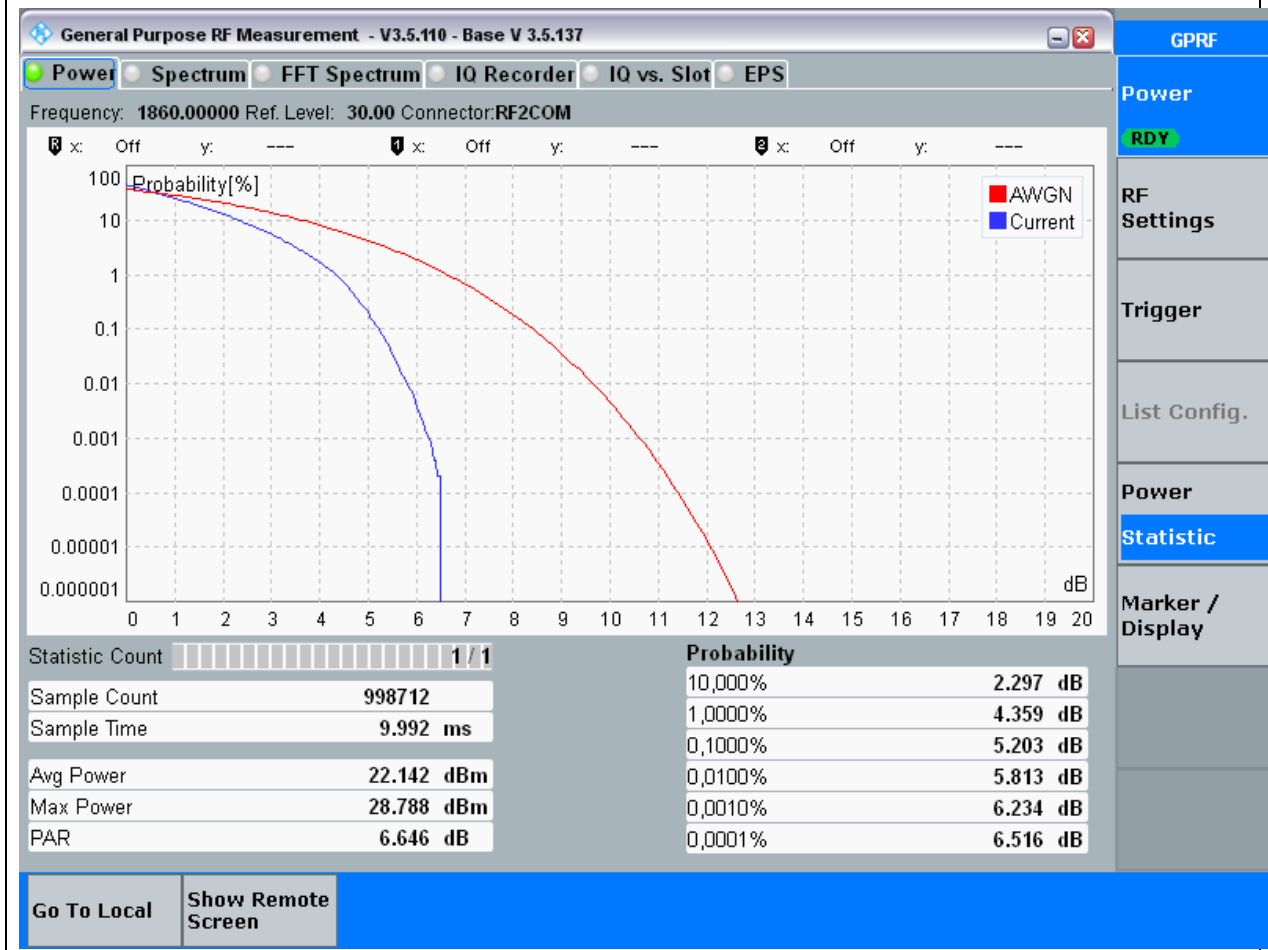 General Purpose RF Measurement - V3.5.110 - Base V 3.5.137
GPRF
Power Spectrum FFT Spectrum IQ Recorder IQ vs. Slot EPS
Frequency: 1860.00000 Ref. Level: 30.00 Connector:RF2COM
R x: Off y: --- 1 x: Off y: --- 2 x: Off y: ---
Probability[%]
100
10
1
0.1
0.01
0.001
0.0001
0.00001
0.000001
AWGN
Current
dB
0 1 2 3 4 5 6 7 8 9 10 11 12 13 14 15 16 17 18 19 20
Statistic Count 1 / 1
Sample Count 998712
Sample Time 9.992 ms
Avg Power 22.142 dBm
Max Power 28.788 dBm
PAR 6.646 dB
Probability
10,000% 2.297 dB
1,0000% 4.359 dB
0,1000% 5.203 dB
0,0100% 5.813 dB
0,0010% 6.234 dB
0,0001% 6.516 dB
Power
RDY
RF
Settings
Trigger
List Config.
Power
Statistic
Marker /
Display
Go To Local
Show Remote
Screen